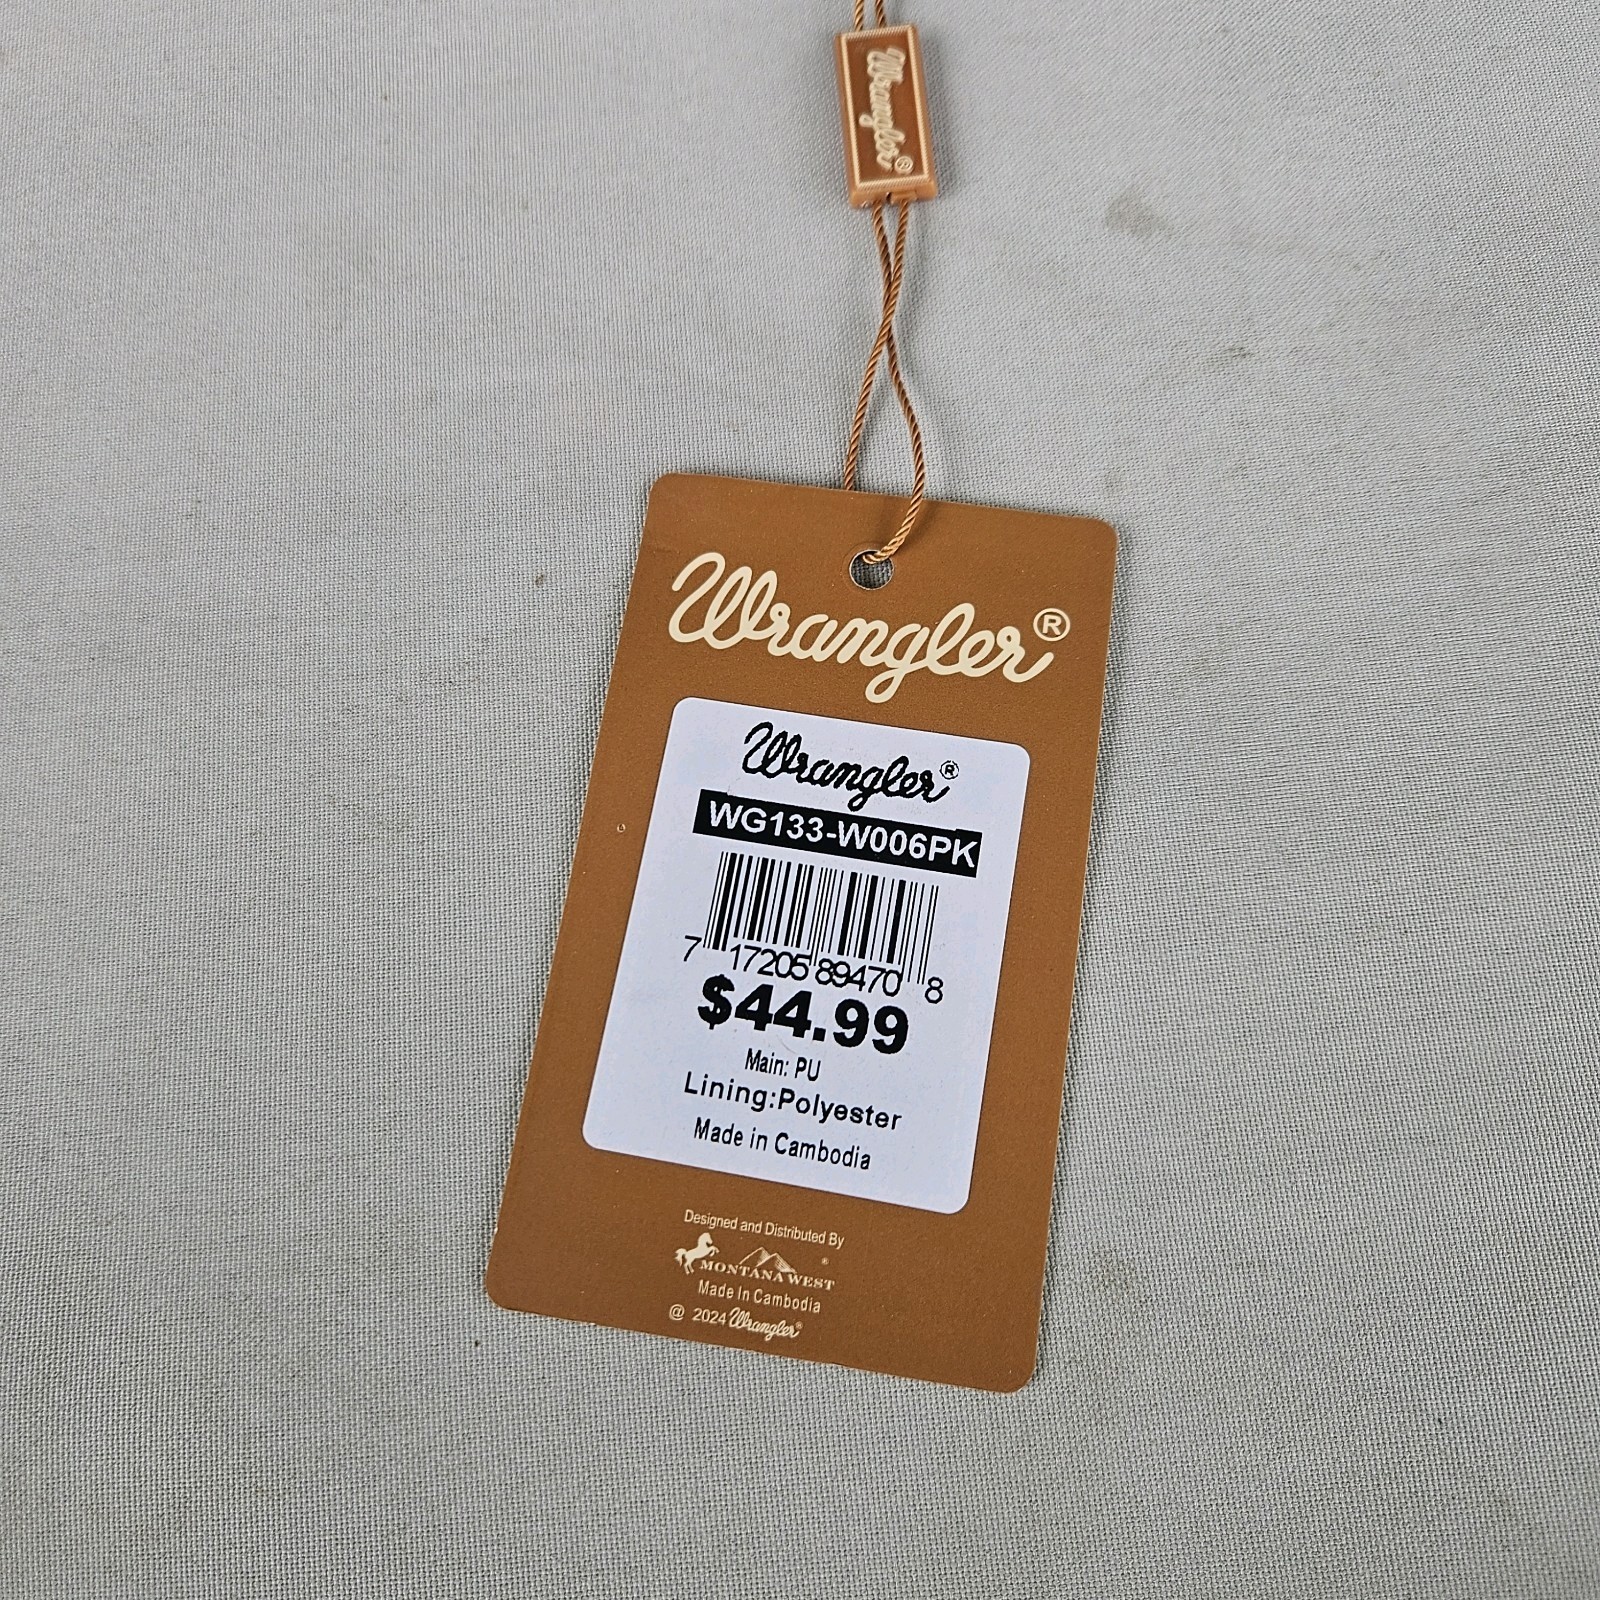 Wrangler®
Wrangler®
Wrangler®
WG133-W006PK
7 17205 89470 8
$44.99
Main: PU
Lining:Polyester
Made in Cambodia
Designed and Distributed By
MONTANA WEST®
Made In Cambodia
@ 2024 Wrangler®